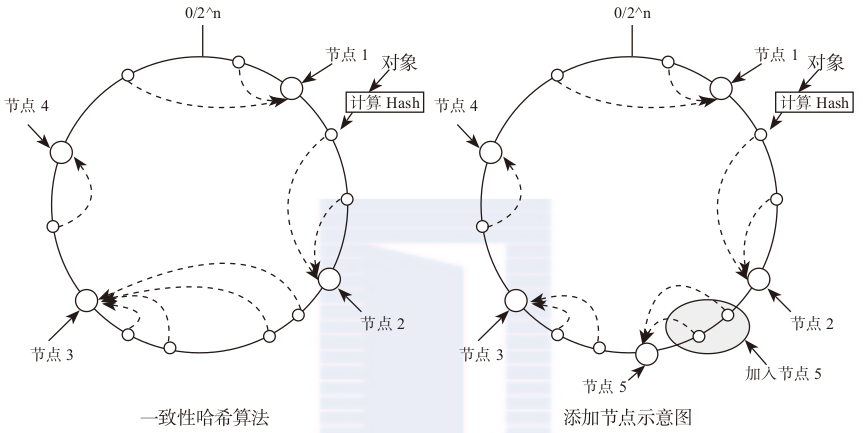 0/2^n
节点 1
对象
计算 Hash
节点 4
节点 2
节点 3
一致性哈希算法
0/2^n
节点 1
对象
计算 Hash
节点 4
节点 2
节点 3
节点 5
加入节点 5
添加节点示意图